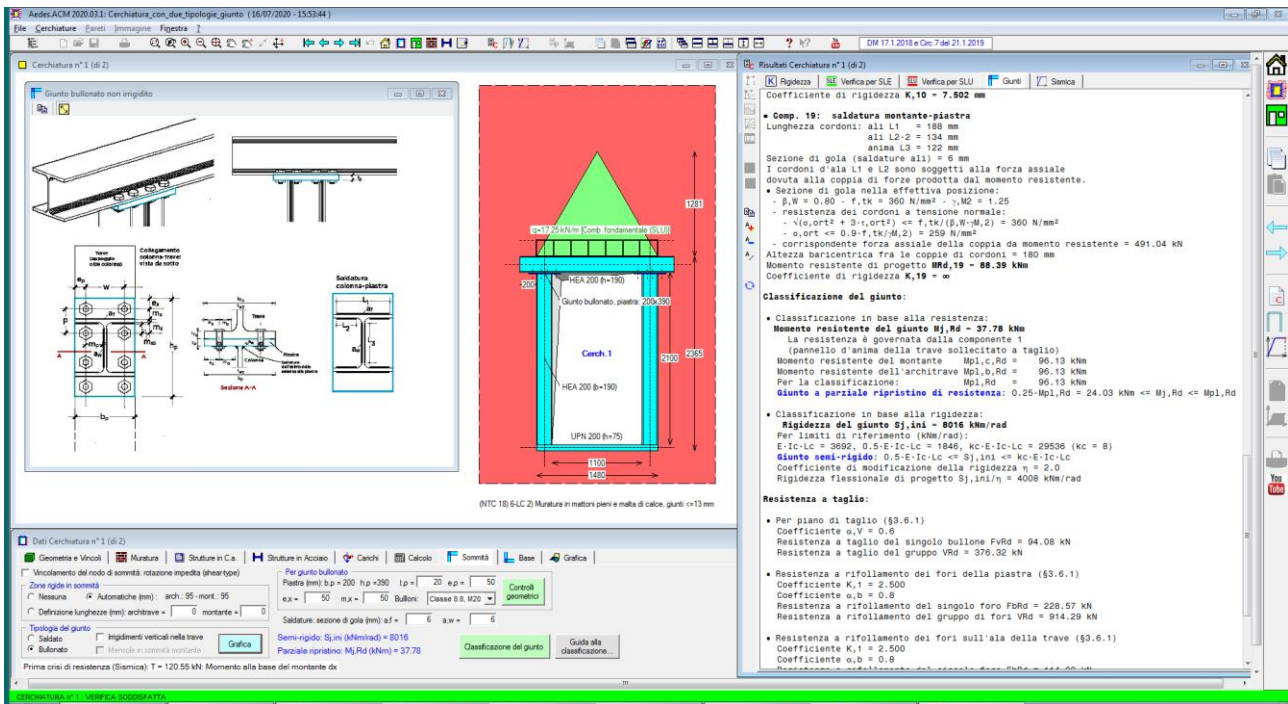 Aedes.ACM 2020.03.1: Cerchiatura_con_due_tipologie_giunto (16/07/2020 - 15:53:44)
File Cerchiature Pareti Immagine Finestra ?
DM 17.1.2018 e Circ.7 del 21.1.2019
Cerchiatura n° 1 (di 2)
Giunto bullonato non irrigidito
Trave
Collegamento
colonna-trave:
vista da sotto
Saldatura
colonna-piastra
Trave
Colonna
Piastra
Sezione A-A
q=17.25 kN/m [Comb. fondamentale (SLU)]
1281
HEA 200 (h=190)
200
Giunto bullonato, piastra: 200x390
Cerch.1
2100
2365
HEA 200 (b=190)
UPN 200 (h=75)
1100
1480
(NTC 18) 6-LC 2) Muratura in mattoni pieni e malta di calce, giunti <=13 mm
Dati Cerchiatura n° 1 (di 2)
Geometria e Vincoli Muratura Strutture in C.a. Strutture in Acciaio Carichi Calcolo Sommità Base Grafica
Vincolamento del nodo di sommità: rotazione impedita (shear-type)
Zone rigide in sommità
Nessuna Automatiche (mm): arch.: 95 - mont.: 95
Definizione lunghezze (mm): architrave = 0 montante = 0
Tipologia del giunto
Saldato Irrigidimenti verticali nella trave
Bullonato Mensole in sommità montante
Grafica
Per giunto bullonato
Piastra (mm): b.p = 200 h.p =390 t.p = 20 e.p = 50
e.x = 50 m.x = 50 Bulloni: Classe 8.8, M20
Controlli
geometrici
Saldature: sezione di gola (mm): a.f = 6 a.w = 6
Semi-rigido: Sj,ini (kNm/rad) = 8016
Parziale ripristino: Mj,Rd (kNm) = 37.78
Classificazione del giunto
Guida alla
classificazione...
Prima crisi di resistenza (Sismica): T = 120.55 kN: Momento alla base del montante dx
CERCHIATURA n° 1 : VERIFICA SODDISFATTA
Risultati Cerchiatura n° 1 (di 2)
K Rigidezza SLE Verifica per SLE SLU Verifica per SLU Giunti Sismica
Coefficiente di rigidezza K,10 = 7.502 mm
• Comp. 19: saldatura montante-piastra
Lunghezza cordoni: ali L1 = 188 mm
ali L2·2 = 134 mm
anima L3 = 122 mm
Sezione di gola (saldature ali) = 6 mm
I cordoni d'ala L1 e L2 sono soggetti alla forza assiale
dovuta alla coppia di forze prodotta dal momento resistente.
• Sezione di gola nella effettiva posizione:
- β,W = 0.80 - f,tk = 360 N/mm² - γ,M2 = 1.25
- resistenza dei cordoni a tensione normale:
- √(σ,ort² + 3·τ,ort²) <= f,tk/(β,W·γM,2) = 360 N/mm²
- σ,ort <= 0.9·f,tk/γM,2) = 259 N/mm²
- corrispondente forza assiale della coppia da momento resistente = 491.04 kN
Altezza baricentrica fra le coppie di cordoni = 180 mm
Momento resistente di progetto MRd,19 = 88.39 kNm
Coefficiente di rigidezza K,19 = ∞
Classificazione del giunto:
• Classificazione in base alla resistenza:
Momento resistente del giunto Mj,Rd = 37.78 kNm
La resistenza è governata dalla componente 1
(pannello d'anima della trave sollecitato a taglio)
Momento resistente del montante Mpl,c,Rd = 96.13 kNm
Momento resistente dell'architrave Mpl,b,Rd = 96.13 kNm
Per la classificazione: Mpl,Rd = 96.13 kNm
Giunto a parziale ripristino di resistenza: 0.25·Mpl,Rd = 24.03 kNm <= Mj,Rd <= Mpl,Rd
• Classificazione in base alla rigidezza:
Rigidezza del giunto Sj,ini = 8016 kNm/rad
Per limiti di riferimento (kNm/rad):
E·Ic·Lc = 3692, 0.5·E·Ic·Lc = 1846, kc·E·Ic·Lc = 29536 (kc = 8)
Giunto semi-rigido: 0.5·E·Ic·Lc <= Sj,ini <= kc·E·Ic·Lc
Coefficiente di modificazione della rigidezza η = 2.0
Rigidezza flessionale di progetto Sj,ini/η = 4008 kNm/rad
Resistenza a taglio:
• Per piano di taglio (§3.6.1)
Coefficiente α,V = 0.6
Resistenza a taglio del singolo bullone FvRd = 94.08 kN
Resistenza a taglio del gruppo VRd = 376.32 kN
• Resistenza a rifollamento dei fori della piastra (§3.6.1)
Coefficiente K,1 = 2.500
Coefficiente α,b = 0.8
Resistenza a rifollamento del singolo foro FbRd = 228.57 kN
Resistenza a rifollamento del gruppo di fori VRd = 914.29 kN
• Resistenza a rifollamento dei fori sull'ala della trave (§3.6.1)
Coefficiente K,1 = 2.500
Coefficiente α,b = 0.8
You
Tube